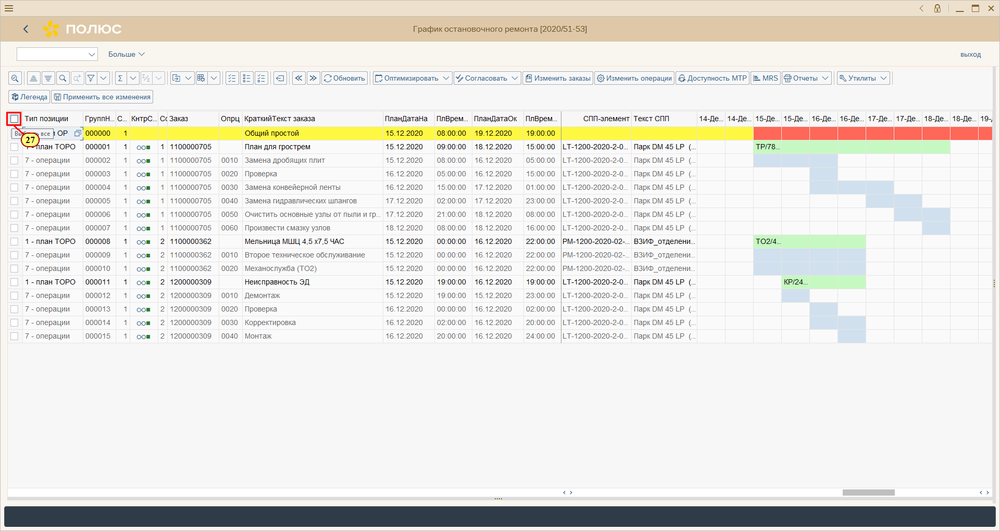 ПОЛЮС
График остановочного ремонта [2020/51-53]
Больше
выход
Обновить Оптимизировать Согласовать Изменить заказы Изменить операции Доступность МТР MRS Отчеты Утилиты
Легенда Применить все изменения
Тип позиции ГруппН... С... КнтрС... Сс Заказ Опрц КраткийТекст заказа ПланДатаНа ПлВрем... ПланДатаОк ПлВрем... СПП-элемент Текст СПП 14-Де... 14-Де... 15-Де... 15-Де... 16-Де... 16-Де... 17-Де... 17-Де... 18-Де... 18-Де... 19-
ОР 000000 1 Общий простой 15.12.2020 08:00:00 19.12.2020 19:00:00
все
27
план ТОРО 000001 1 1 1100000705 План для грострем 15.12.2020 09:00:00 18.12.2020 15:00:00 LT-1200-2020-2-0... Парк DM 45 LP (... ТР/78...
7 - операции 000002 1 1 1100000705 0010 Замена дробящих плит 15.12.2020 08:00:00 16.12.2020 05:00:00 LT-1200-2020-2-0... Парк DM 45 LP (...
7 - операции 000003 1 1 1100000705 0020 Проверка 16.12.2020 05:00:00 16.12.2020 15:00:00 LT-1200-2020-2-0... Парк DM 45 LP (...
7 - операции 000004 1 1 1100000705 0030 Замена конвейерной ленты 16.12.2020 15:00:00 17.12.2020 01:00:00 LT-1200-2020-2-0... Парк DM 45 LP (...
7 - операции 000005 1 1 1100000705 0040 Замена гидравлических шлангов 17.12.2020 02:00:00 17.12.2020 23:00:00 LT-1200-2020-2-0... Парк DM 45 LP (...
7 - операции 000006 1 1 1100000705 0050 Очистить основные узлы от пыли и гр... 17.12.2020 21:00:00 18.12.2020 08:00:00 LT-1200-2020-2-0... Парк DM 45 LP (...
7 - операции 000007 1 1 1100000705 0060 Произвести смазку узлов 18.12.2020 08:00:00 18.12.2020 16:00:00 LT-1200-2020-2-0... Парк DM 45 LP (...
1 - план ТОРО 000008 1 2 1100000362 Мельница МШЦ 4,5 х7,5 ЧАС 15.12.2020 00:00:00 16.12.2020 22:00:00 PM-1200-2020-02-... ВЗИФ_отделени... ТО2/4...
7 - операции 000009 1 2 1100000362 0010 Второе техническое обслуживание 15.12.2020 00:00:00 16.12.2020 22:00:00 PM-1200-2020-02-... ВЗИФ_отделени...
7 - операции 000010 1 2 1100000362 0020 Механослужба (ТО2) 15.12.2020 00:00:00 16.12.2020 22:00:00 PM-1200-2020-02-... ВЗИФ_отделени...
1 - план ТОРО 000011 1 2 1200000309 Неисправность ЭД 15.12.2020 19:00:00 16.12.2020 19:00:00 LT-1200-2020-2-0... Парк DM 45 LP (... КР/24...
7 - операции 000012 1 2 1200000309 0010 Демонтаж 15.12.2020 19:00:00 15.12.2020 23:00:00 LT-1200-2020-2-0... Парк DM 45 LP (...
7 - операции 000013 1 2 1200000309 0020 Проверка 16.12.2020 00:00:00 16.12.2020 02:00:00 LT-1200-2020-2-0... Парк DM 45 LP (...
7 - операции 000014 1 2 1200000309 0030 Корректировка 16.12.2020 02:00:00 16.12.2020 20:00:00 LT-1200-2020-2-0... Парк DM 45 LP (...
7 - операции 000015 1 2 1200000309 0040 Монтаж 16.12.2020 20:00:00 16.12.2020 24:00:00 LT-1200-2020-2-0... Парк DM 45 LP (...